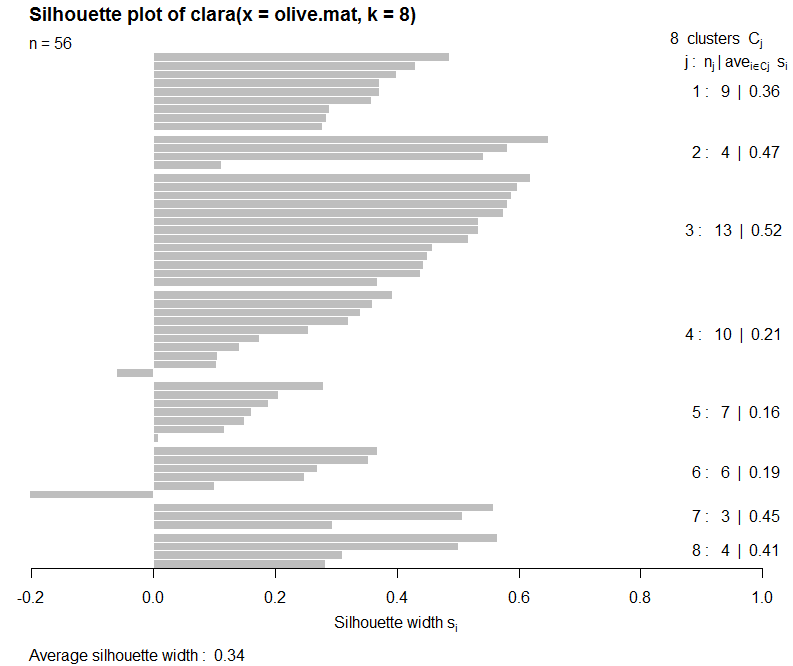 Silhouette plot of clara(x = olive.mat, k = 8)
n = 56
8 clusters Cj
j : nj | avei∈Cj si
1 : 9 | 0.36
2 : 4 | 0.47
3 : 13 | 0.52
4 : 10 | 0.21
5 : 7 | 0.16
6 : 6 | 0.19
7 : 3 | 0.45
8 : 4 | 0.41
-0.2 0.0 0.2 0.4 0.6 0.8 1.0
Silhouette width si
Average silhouette width : 0.34